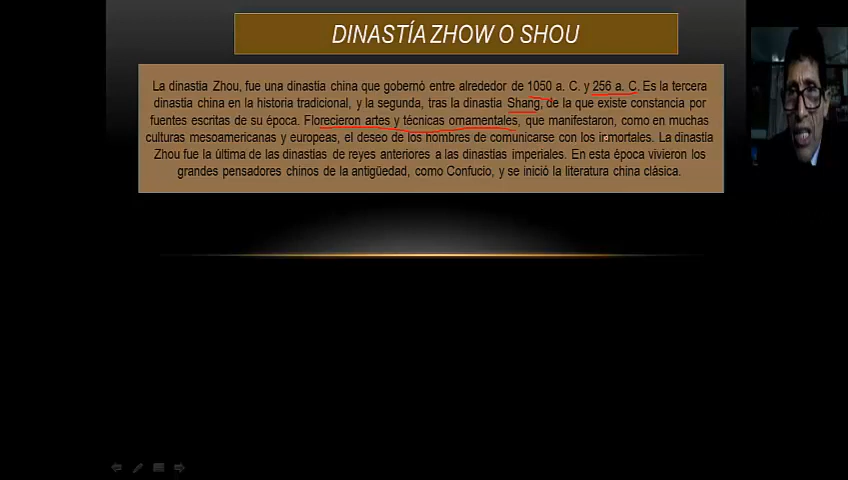 DINASTÍA ZHOW O SHOU
La dinastía Zhou, fue una dinastía china que gobernó entre alrededor de 1050 a. C. y 256 a. C. Es la tercera
dinastía china en la historia tradicional, y la segunda, tras la dinastía Shang, de la que existe constancia por
fuentes escritas de su época. Florecieron artes y técnicas ornamentales, que manifestaron, como en muchas
culturas mesoamericanas y europeas, el deseo de los hombres de comunicarse con los inmortales. La dinastía
Zhou fue la última de las dinastías de reyes anteriores a las dinastías imperiales. En esta época vivieron los
grandes pensadores chinos de la antigüedad, como Confucio, y se inició la literatura china clásica.